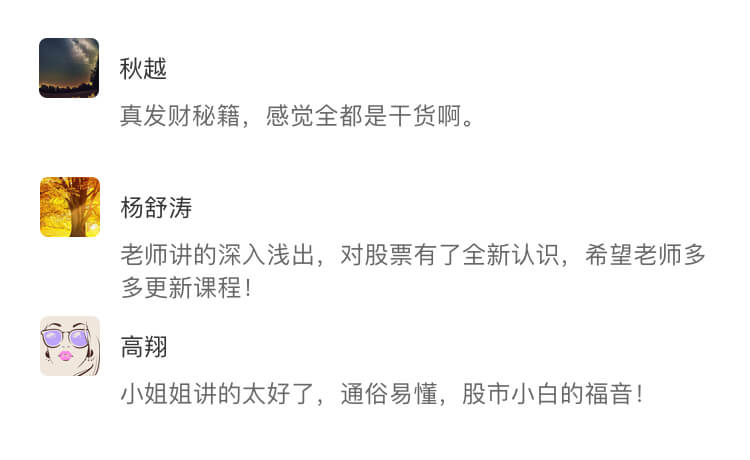 秋越
真发财秘籍，感觉全都是干货啊。
杨舒涛
老师讲的深入浅出，对股票有了全新认识，希望老师多
多更新课程！
高翔
小姐姐讲的太好了，通俗易懂，股市小白的福音！